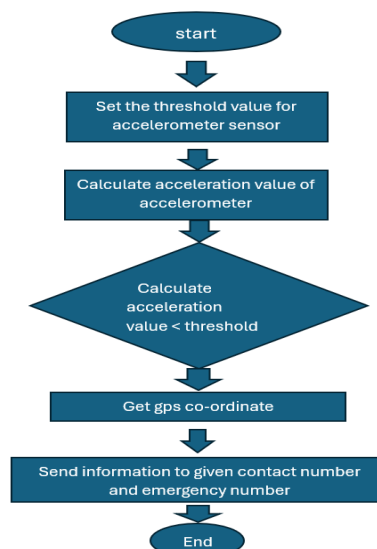 start
Set the threshold value for
accelerometer sensor
Calculate acceleration value of
accelerometer
Calculate
acceleration
value < threshold
Get gps co-ordinate
Send information to given contact number
and emergency number
End